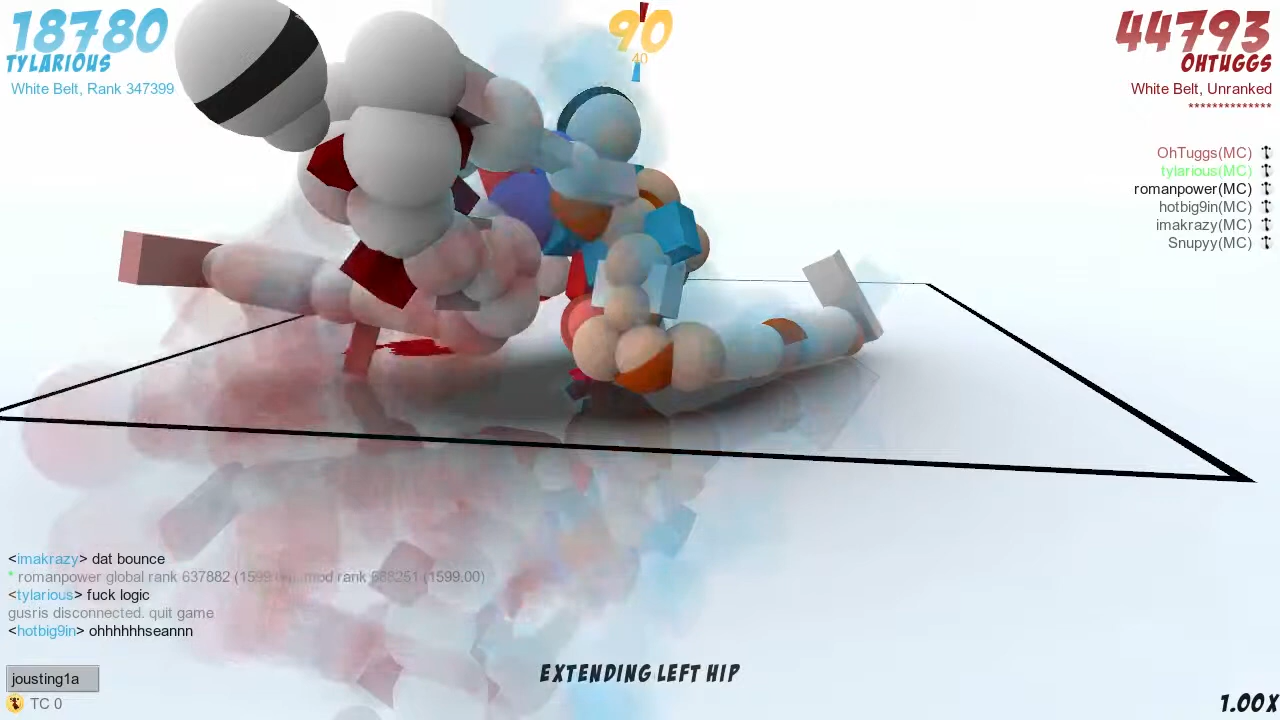 18780
TYLARIOUS
White Belt, Rank 347399
90
40
44793
OHTUGGS
White Belt, Unranked
**************
OhTuggs(MC)
tylarious(MC)
romanpower(MC)
hotbig9in(MC)
imakrazy(MC)
Snupyy(MC)
<imakrazy> dat bounce
* romanpower global rank 637882 (1599 mod rank (1599.00)
<tylarious> fuck logic
gusris disconnected. quit game
<hotbig9in> ohhhhhhseannn
jousting1a
TC 0
EXTENDING LEFT HIP
1.00X